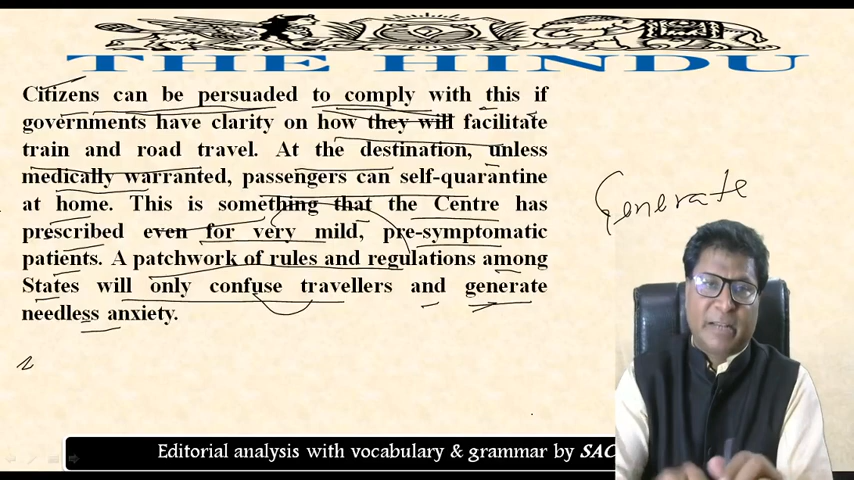 THE HINDU
Citizens can be persuaded to comply with this if
governments have clarity on how they will facilitate
train and road travel. At the destination, unless
medically warranted, passengers can self-quarantine
at home. This is something that the Centre has
prescribed even for very mild, pre-symptomatic
patients. A patchwork of rules and regulations among
States will only confuse travellers and generate
needless anxiety.
Generate
Editorial analysis with vocabulary & grammar by SAC